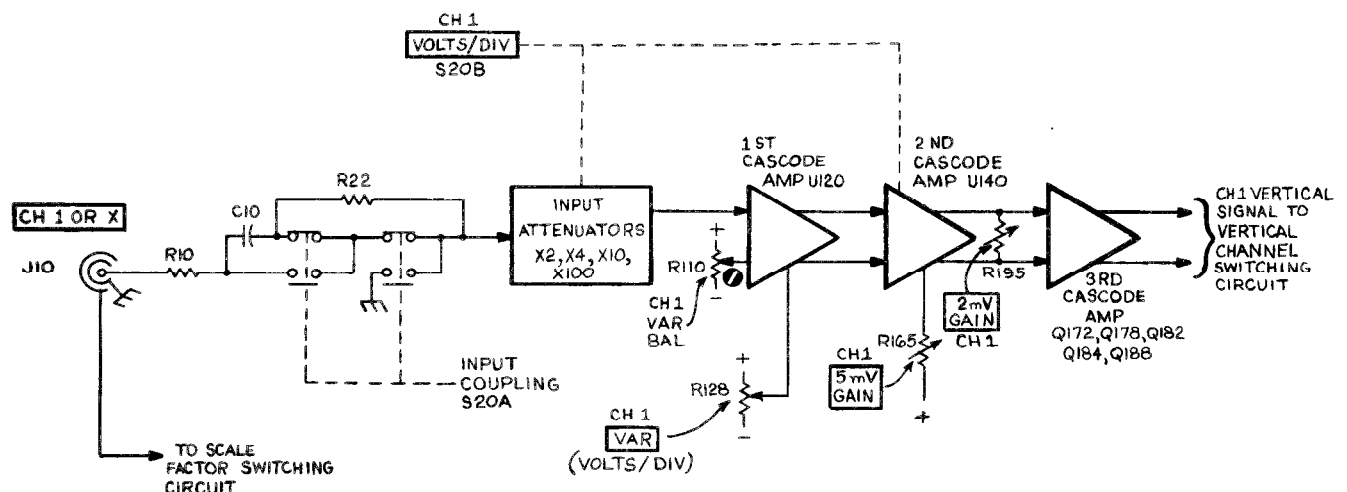 CH 1
VOLTS/DIV
S20B
CH 1 OR X
J10
R10
C10
R22
INPUT
COUPLING
S20A
TO SCALE
FACTOR SWITCHING
CIRCUIT
INPUT
ATTENUATORS
X2, X4, X10,
X100
1ST
CASCODE
AMP U120
+
R110
−
CH 1
VAR
BAL
+
R128
−
CH 1
VAR
(VOLTS/DIV)
2ND
CASCODE
AMP U140
R195
2mV
GAIN
CH 1
R165
+
CH1
5mV
GAIN
3RD
CASCODE
AMP
Q172,Q178,Q182
Q184,Q188
CH 1 VERTICAL
SIGNAL TO
VERTICAL
CHANNEL
SWITCHING
CIRCUIT